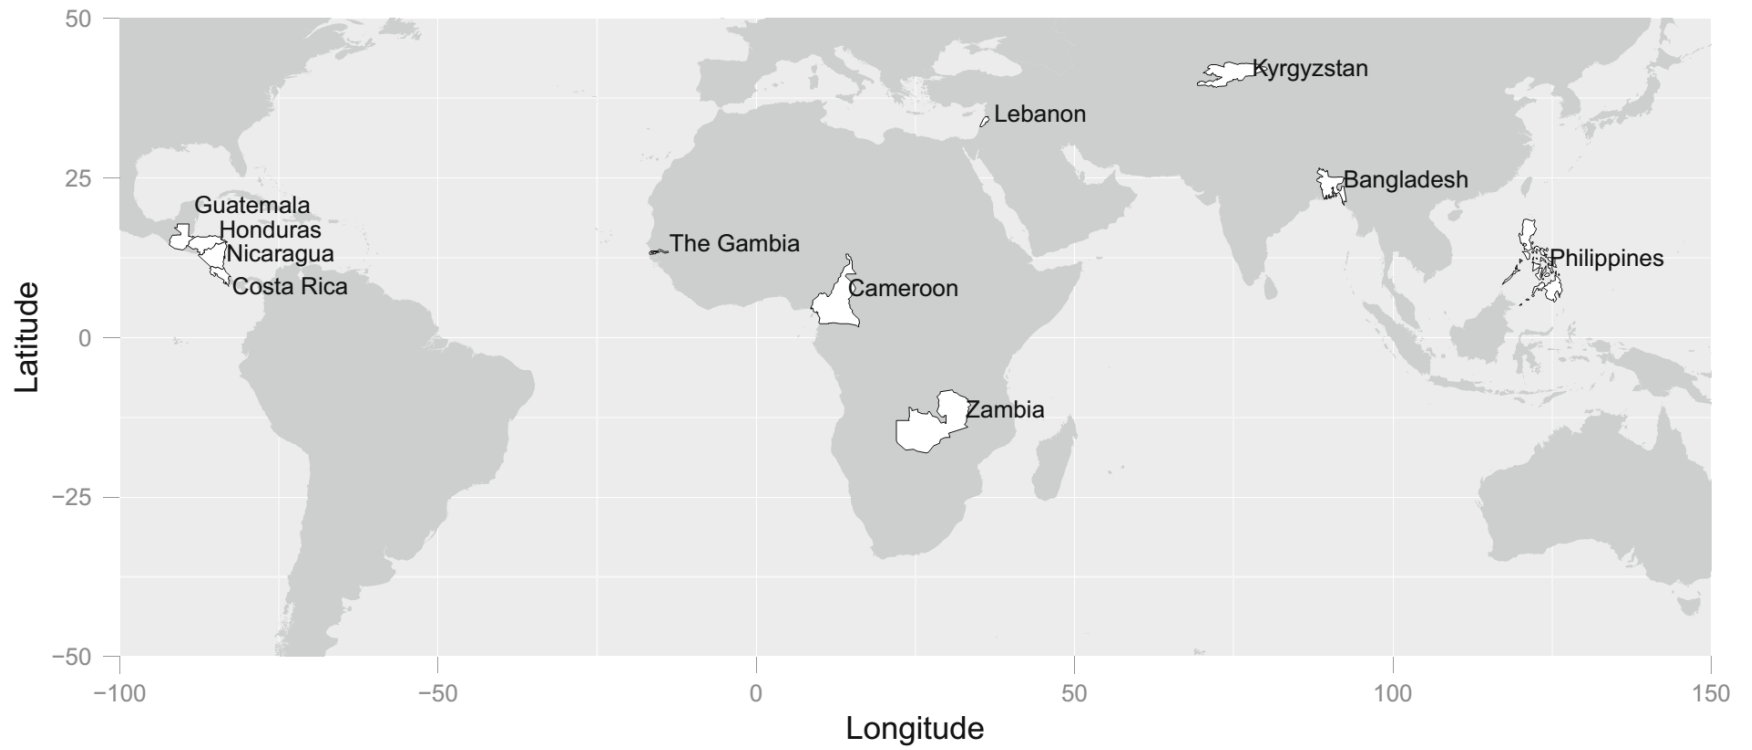 50
Kyrgyzstan
Lebanon
25
Bangladesh
Guatemala
Honduras
Nicaragua
The Gambia
Philippines
Costa Rica
Cameroon
0
Zambia
−25
−50
−100
−50
0
50
100
150
Latitude
Longitude